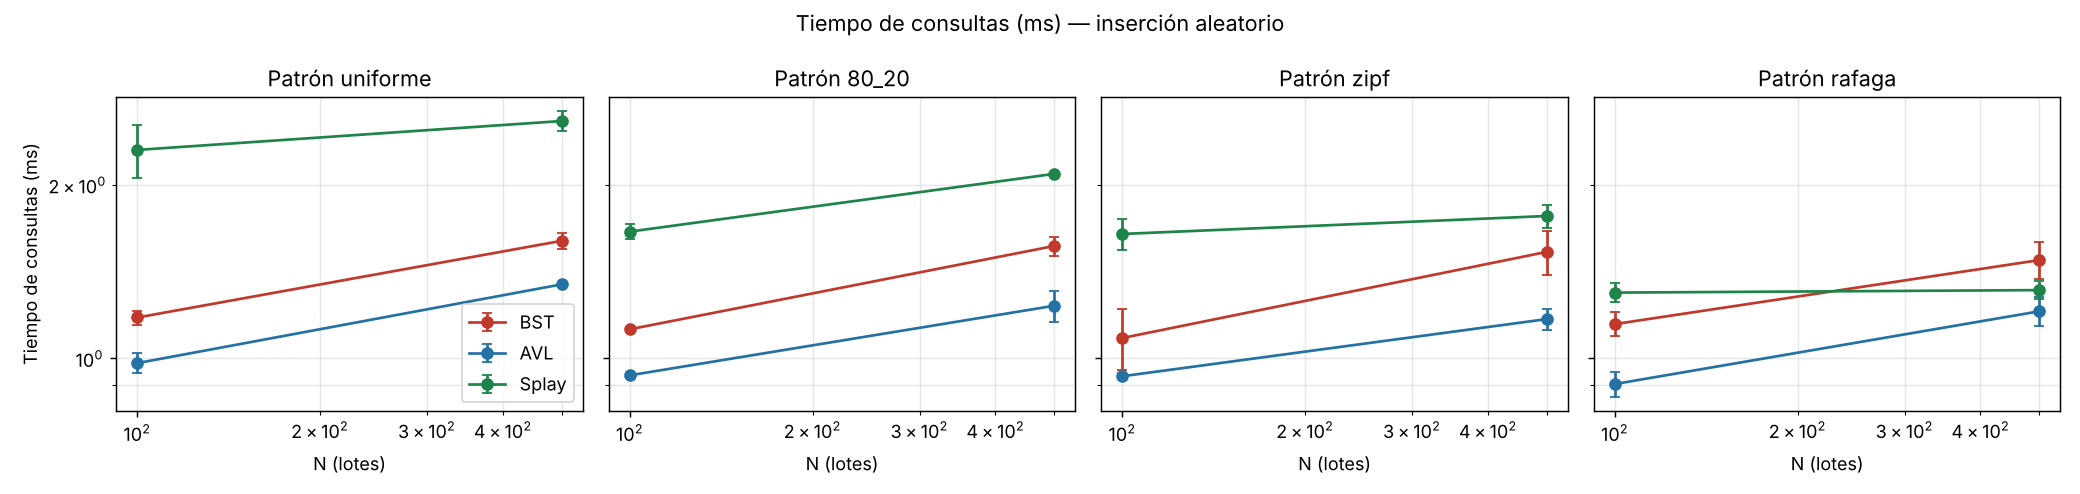 Tiempo de consultas (ms) — inserción aleatorio
Patrón uniforme
Patrón 80_20
Patrón zipf
Patrón rafaga
Tiempo de consultas (ms)
2 × 10⁰
10⁰
BST
AVL
Splay
10² 2 × 10² 3 × 10² 4 × 10²
10² 2 × 10² 3 × 10² 4 × 10²
10² 2 × 10² 3 × 10² 4 × 10²
10² 2 × 10² 3 × 10² 4 × 10²
N (lotes)
N (lotes)
N (lotes)
N (lotes)